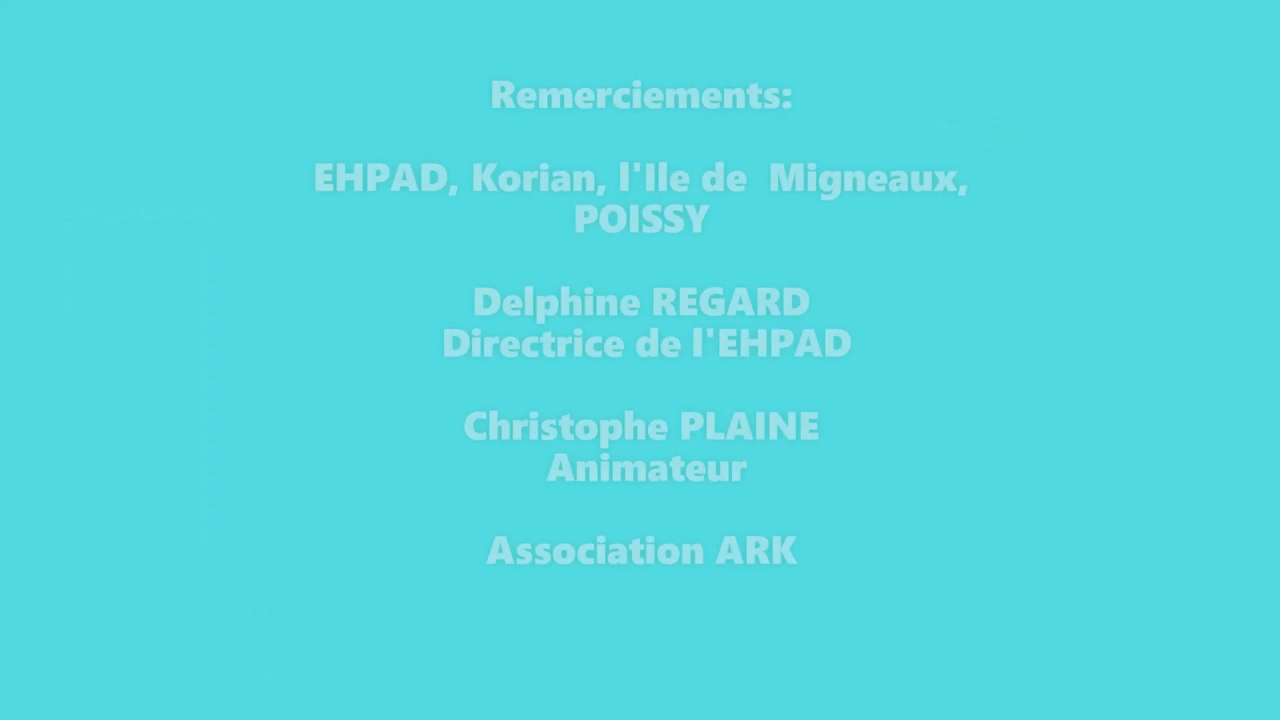 Remerciements:
EHPAD, Korian, l'Ile de  Migneaux,
POISSY
Delphine REGARD
Directrice de l'EHPAD
Christophe PLAINE
Animateur
Association ARK